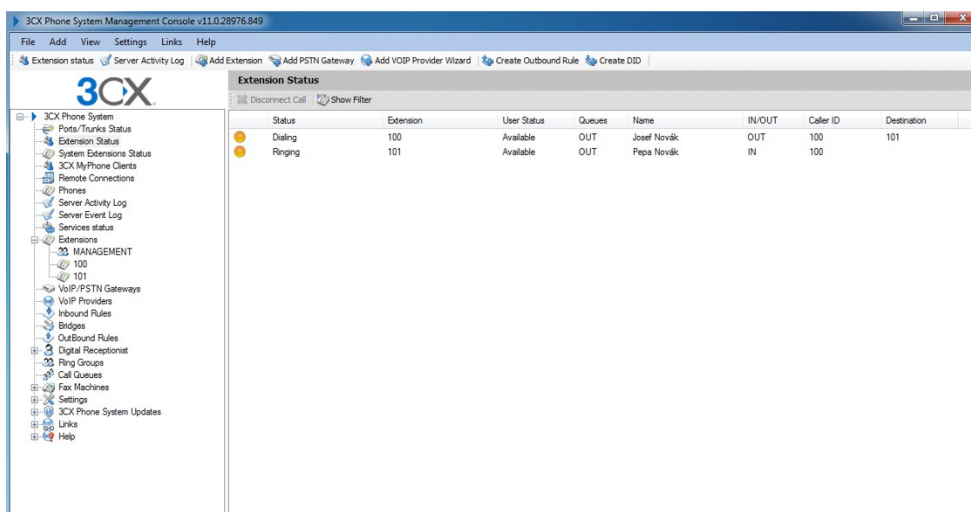 3CX Phone System Management Console v11.0.28976.849
File Add View Settings Links Help
Extension status Server Activity Log Add Extension Add PSTN Gateway Add VOIP Provider Wizard Create Outbound Rule Create DID
3CX
Extension Status
Disconnect Call Show Filter
3CX Phone System
Ports/Trunks Status
Extension Status
System Extensions Status
3CX MyPhone Clients
Remote Connections
Phones
Server Activity Log
Server Event Log
Services status
Extensions
MANAGEMENT
100
101
VoIP/PSTN Gateways
VoIP Providers
Inbound Rules
Bridges
OutBound Rules
Digital Receptionist
Ring Groups
Call Queues
Fax Machines
Settings
3CX Phone System Updates
Links
Help
Status Extension User Status Queues Name IN/OUT Caller ID Destination
Dialing 100 Available OUT Josef Novák OUT 100 101
Ringing 101 Available OUT Pepa Novák IN 100